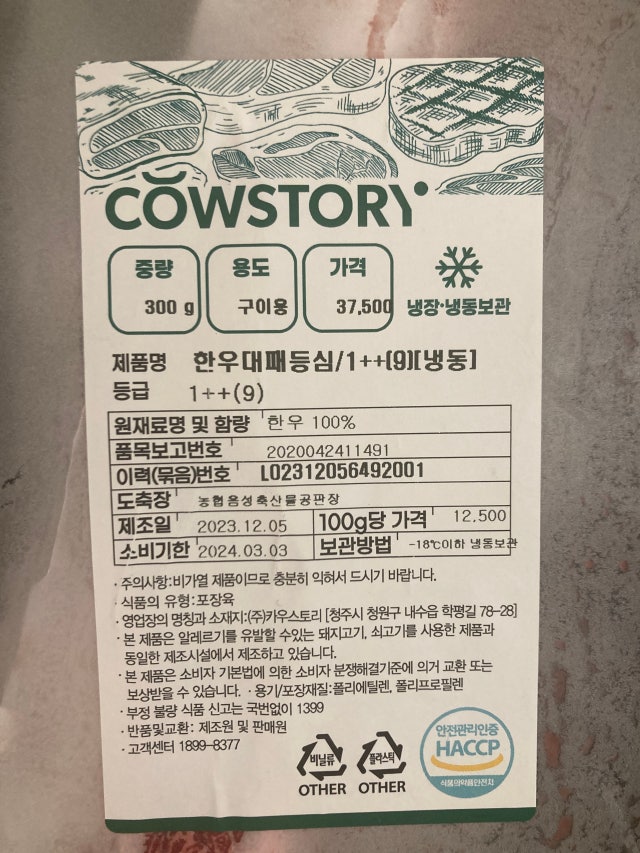 COWSTORY
중량 용도 가격
300 g 구이용 37,500 냉장·냉동보관
제품명 한우대패등심/1++(9)[냉동]
등급 1++(9)
원재료명 및 함량 한우 100%
품목보고번호 2020042411491
이력(묶음)번호 L02312056492001
도축장 농협음성축산물공판장
제조일 2023.12.05 100g당 가격 12,500
소비기한 2024.03.03 보관방법 -18℃이하 냉동보관
· 주의사항:비가열 제품이므로 충분히 익혀서 드시기 바랍니다.
· 식품의 유형:포장육
· 영업장의 명칭과 소재지:(주)카우스토리 [청주시 청원구 내수읍 학평길 78-28]
· 본 제품은 알레르기를 유발할 수있는 돼지고기, 쇠고기를 사용한 제품과
동일한 제조시설에서 제조하고 있습니다.
· 본 제품은 소비자 기본법에 의한 소비자 분쟁해결기준에 의거 교환 또는
보상받을 수 있습니다. · 용기/포장재질:폴리에틸렌, 폴리프로필렌
· 부정 불량 식품 신고는 국번없이 1399
· 반품및교환: 제조원 및 판매원
· 고객센터 1899-8377
비닐류 플라스틱
OTHER OTHER
안전관리인증
HACCP
식품의약품안전처